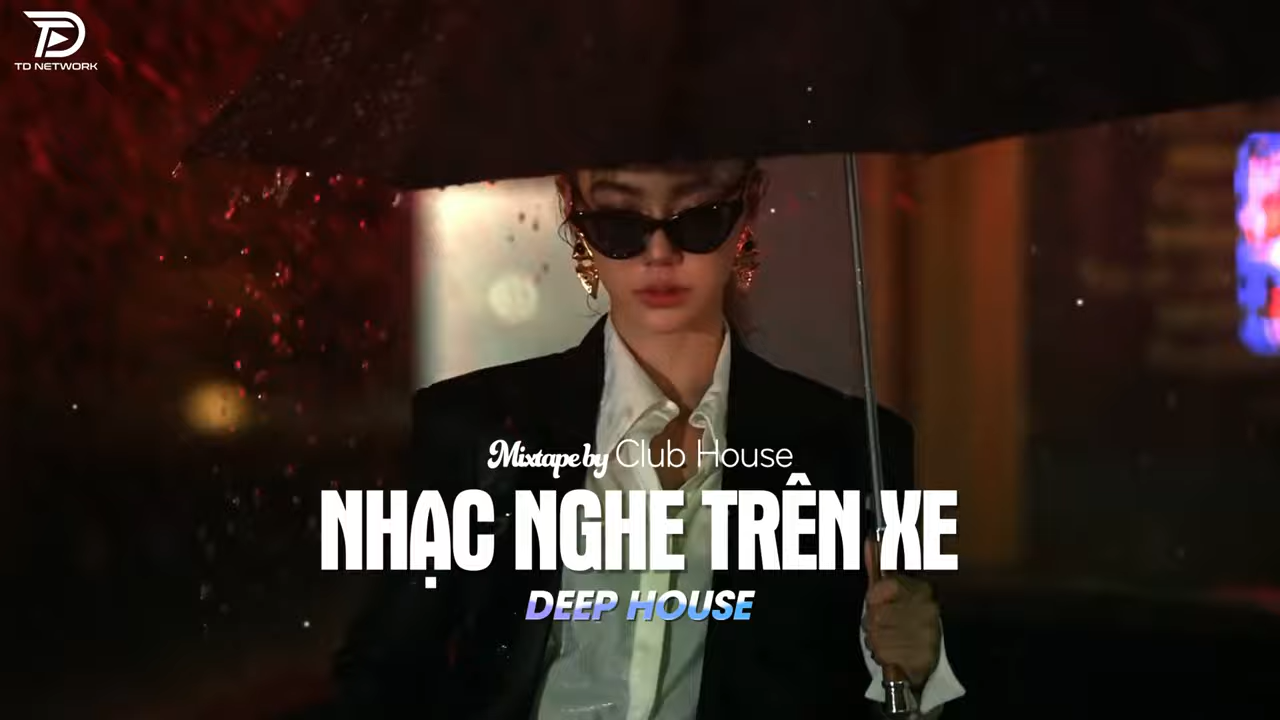 TD NETWORK
Mixtape by Club House
NHẠC NGHE TRÊN XE
DEEP HOUSE